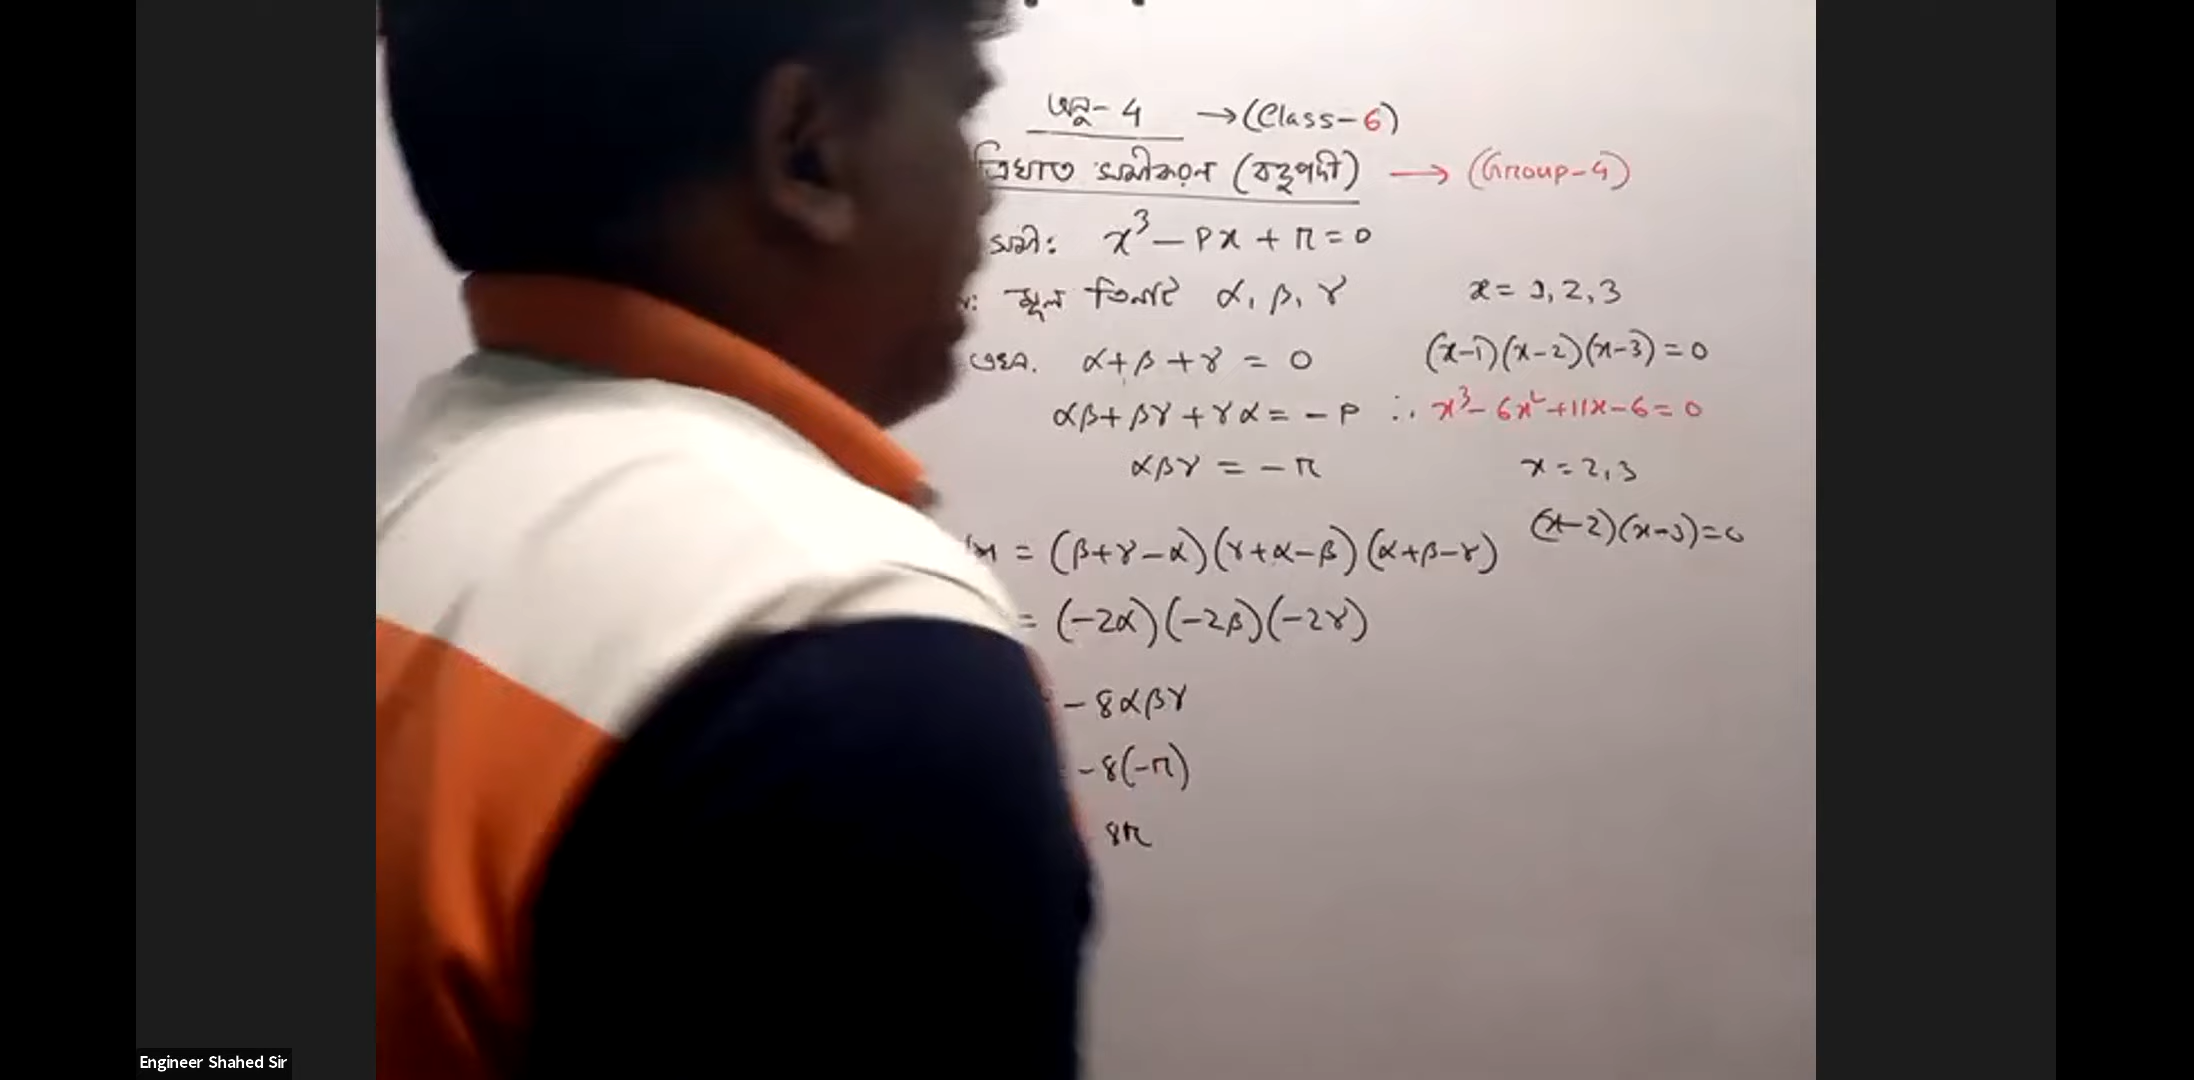 অনু- 4 → (Class-6)
ত্রিঘাত সমীকরণ (বহুপদী) → (Group-4)
সমী: x³ - Px + r = 0
মূল তিনটি α, β, γ
x = 1, 2, 3
(x-1)(x-2)(x-3) = 0
α + β + γ = 0
αβ + βγ + γα = - P
∴ x³ - 6x² + 11x - 6 = 0
αβγ = - r
x = 2, 3
(x-2)(x-3) = 0
= (β+γ-α)(γ+α-β)(α+β-γ)
= (-2α)(-2β)(-2γ)
- 8αβγ
- 8(-r)
8r
Engineer Shahed Sir